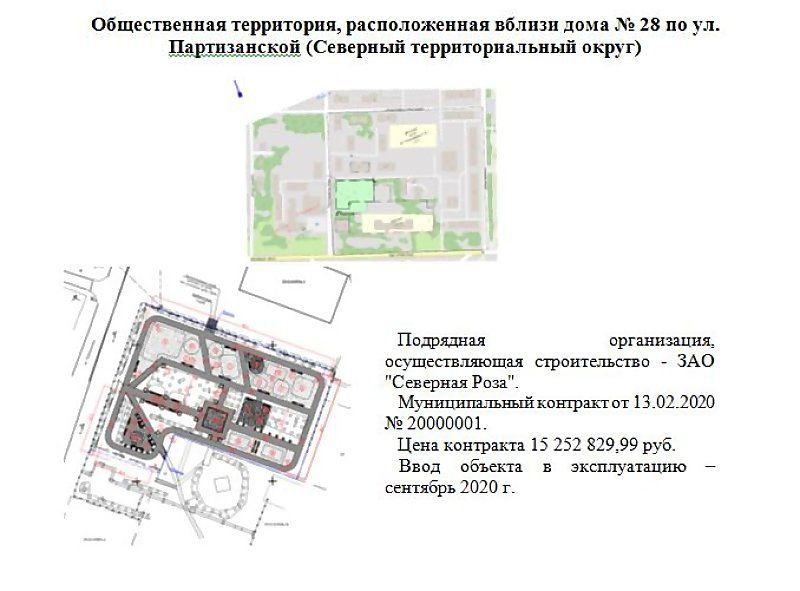 Общественная территория, расположенная вблизи дома № 28 по ул.
Партизанской (Северный территориальный округ)
Подрядная организация,
осуществляющая строительство - ЗАО
"Северная Роза".
Муниципальный контракт от 13.02.2020
№ 20000001.
Цена контракта 15 252 829,99 руб.
Ввод объекта в эксплуатацию –
сентябрь 2020 г.